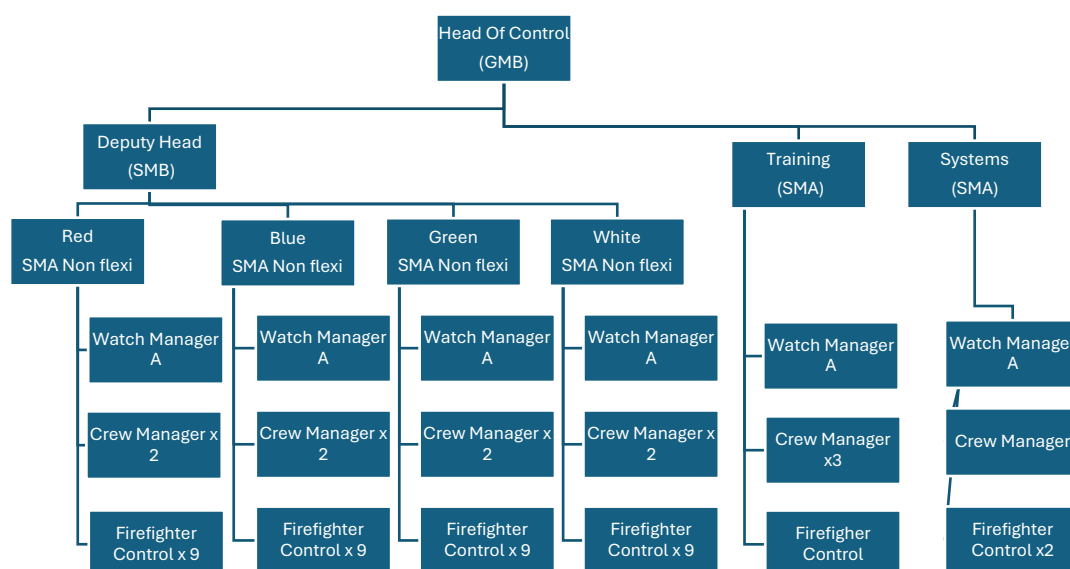 Head Of Control
(GMB)
Deputy Head
(SMB)
Training
(SMA)
Systems
(SMA)
Red
SMA Non flexi
Blue
SMA Non flexi
Green
SMA Non flexi
White
SMA Non flexi
Watch Manager
A
Watch Manager
A
Watch Manager
A
Watch Manager
A
Watch Manager
A
Watch Manager
A
Crew Manager x
2
Crew Manager x
2
Crew Manager x
2
Crew Manager x
2
Crew Manager
x3
Crew Manager
Firefighter
Control x 9
Firefighter
Control x 9
Firefighter
Control x 9
Firefighter
Control x 9
Firefigher
Control
Firefighter
Control x2